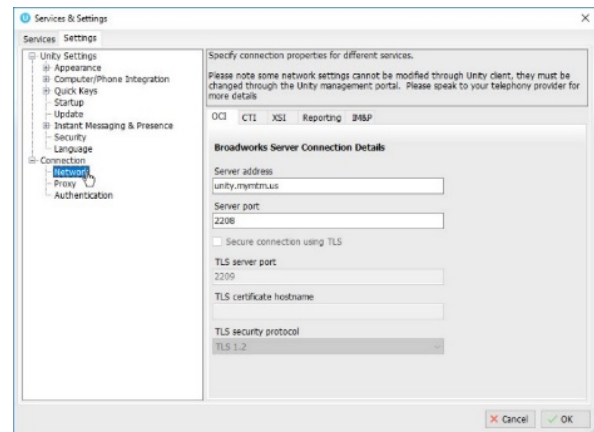 Services & Settings
Services Settings
Unity Settings
Appearance
Computer/Phone Integration
Quick Keys
Startup
Update
Instant Messaging & Presence
Security
Language
Connection
Network
Proxy
Authentication
Specify connection properties for different services.
Please note some network settings cannot be modified through Unity client, they must be
changed through the Unity management portal. Please speak to your telephony provider for
more details
OCI CTI XSI Reporting IM&P
Broadworks Server Connection Details
Server address
unity.mymtm.us
Server port
2208
Secure connection using TLS
TLS server port
2209
TLS certificate hostname
TLS security protocol
TLS 1.2
Cancel OK